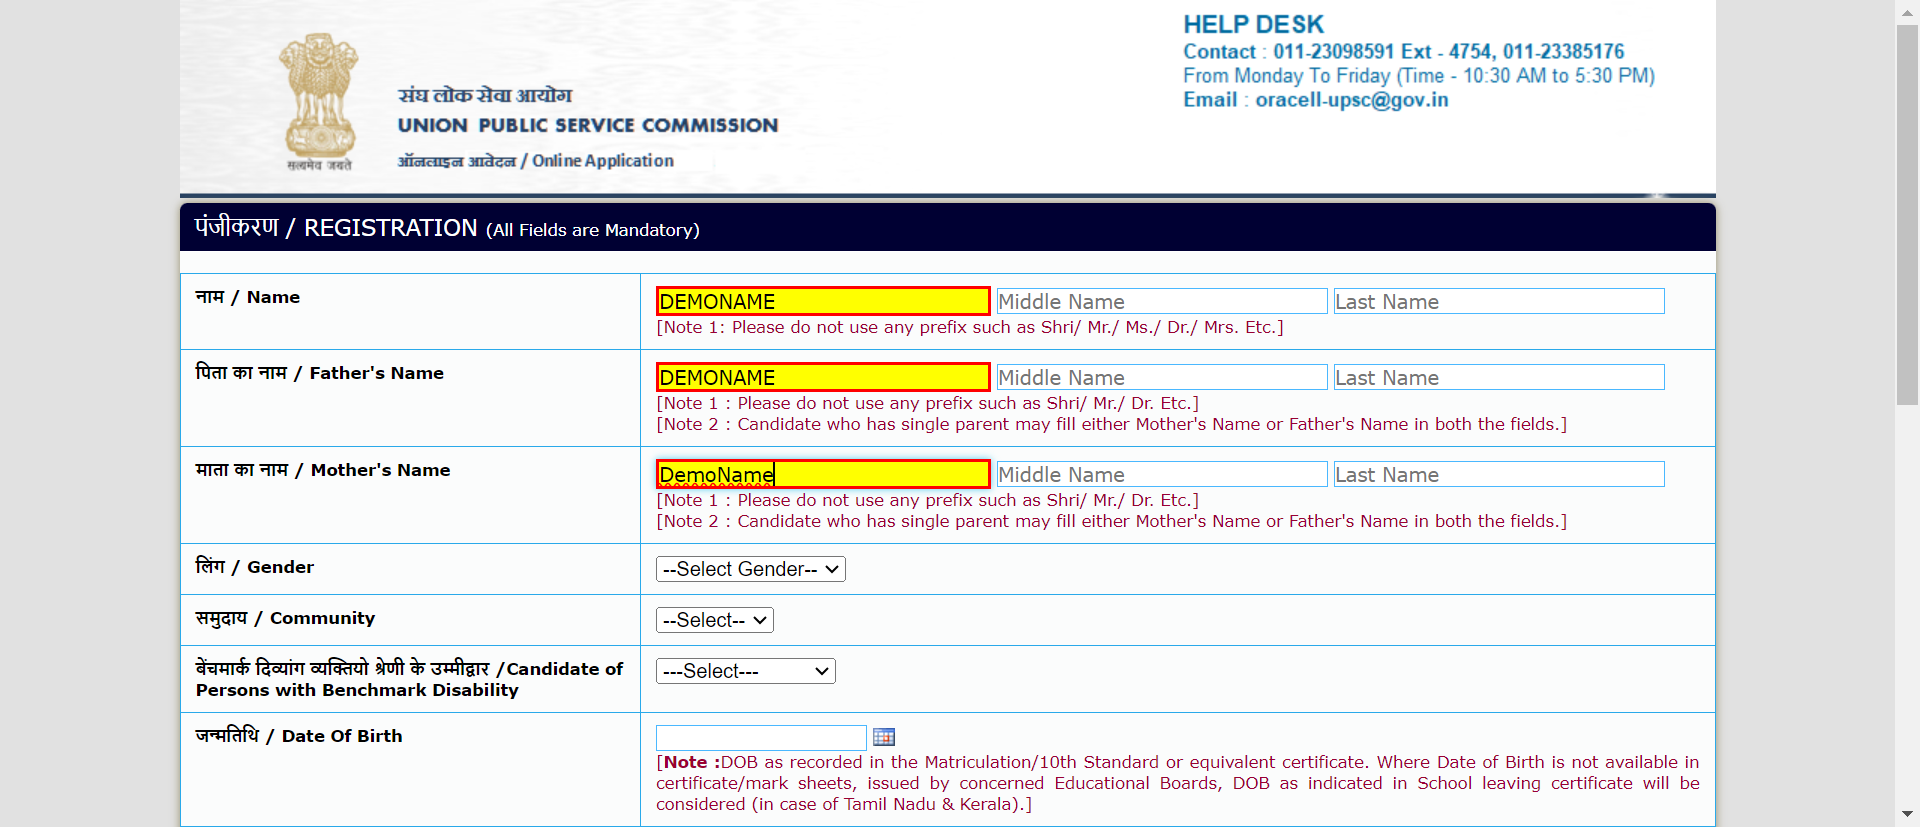 HELP DESK
Contact : 011-23098591 Ext - 4754, 011-23385176
From Monday To Friday (Time - 10:30 AM to 5:30 PM)
Email : oracell-upsc@gov.in
संघ लोक सेवा आयोग
UNION PUBLIC SERVICE COMMISSION
ऑनलाइन आवेदन / Online Application
सत्यमेव जयते
पंजीकरण / REGISTRATION (All Fields are Mandatory)
नाम / Name
DEMONAME Middle Name Last Name
[Note 1: Please do not use any prefix such as Shri/ Mr./ Ms./ Dr./ Mrs. Etc.]
पिता का नाम / Father's Name
DEMONAME Middle Name Last Name
[Note 1 : Please do not use any prefix such as Shri/ Mr./ Dr. Etc.]
[Note 2 : Candidate who has single parent may fill either Mother's Name or Father's Name in both the fields.]
माता का नाम / Mother's Name
DemoName Middle Name Last Name
[Note 1 : Please do not use any prefix such as Shri/ Mr./ Dr. Etc.]
[Note 2 : Candidate who has single parent may fill either Mother's Name or Father's Name in both the fields.]
लिंग / Gender
--Select Gender--
समुदाय / Community
--Select--
बेंचमार्क दिव्यांग व्यक्तियो श्रेणी के उम्मीद्वार /Candidate of
Persons with Benchmark Disability
---Select---
जन्मतिथि / Date Of Birth
[Note :DOB as recorded in the Matriculation/10th Standard or equivalent certificate. Where Date of Birth is not available in
certificate/mark sheets, issued by concerned Educational Boards, DOB as indicated in School leaving certificate will be
considered (in case of Tamil Nadu & Kerala).]